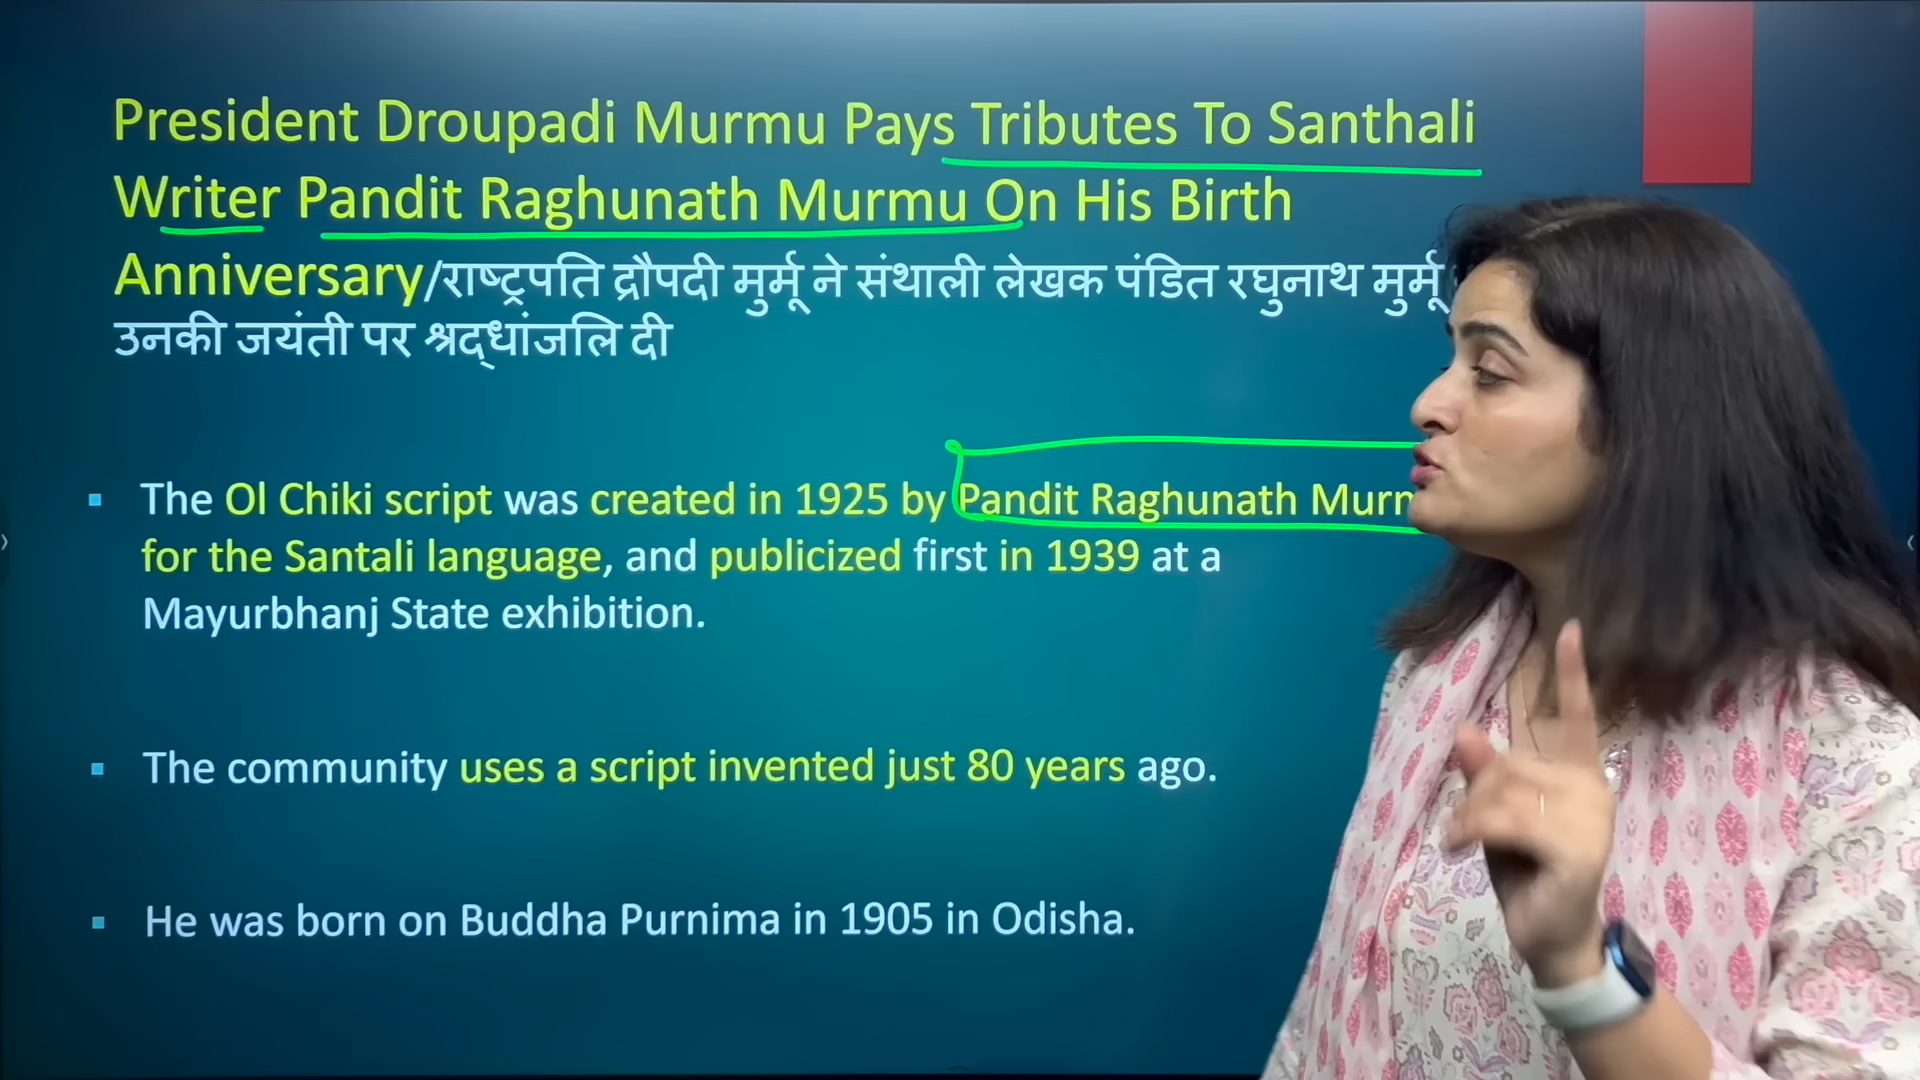 President Droupadi Murmu Pays Tributes To Santhali
Writer Pandit Raghunath Murmu On His Birth
Anniversary/राष्ट्रपति द्रौपदी मुर्मू ने संथाली लेखक पंडित रघुनाथ मुर्मू
उनकी जयंती पर श्रद्धांजलि दी
The Ol Chiki script was created in 1925 by Pandit Raghunath
for the Santali language, and publicized first in 1939 at a
Mayurbhanj State exhibition.
The community uses a script invented just 80 years ago.
He was born on Buddha Purnima in 1905 in Odisha.